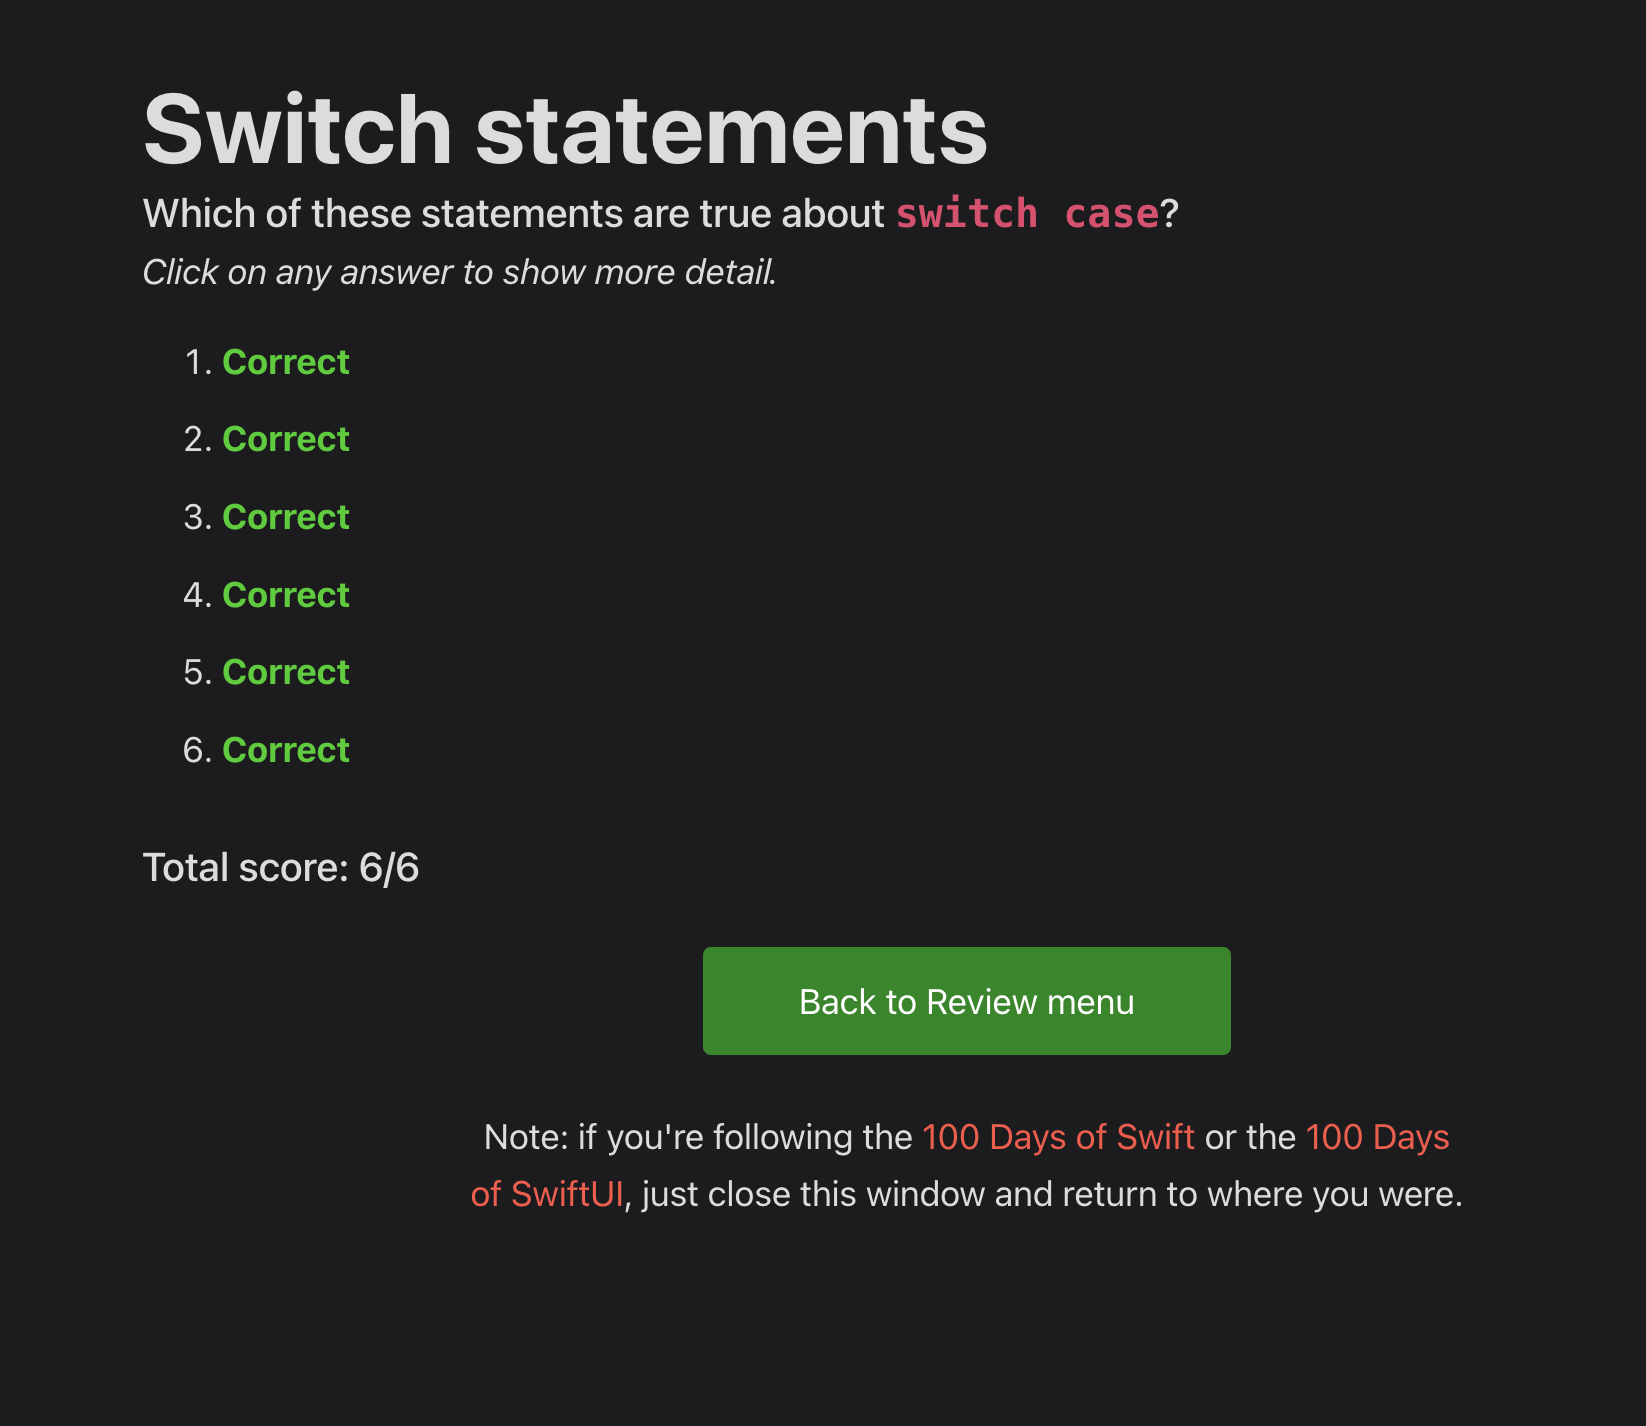 Switch statements
Which of these statements are true about switch case?
Click on any answer to show more detail.
1. Correct
2. Correct
3. Correct
4. Correct
5. Correct
6. Correct
Total score: 6/6
Back to Review menu
Note: if you're following the 100 Days of Swift or the 100 Days
of SwiftUI, just close this window and return to where you were.